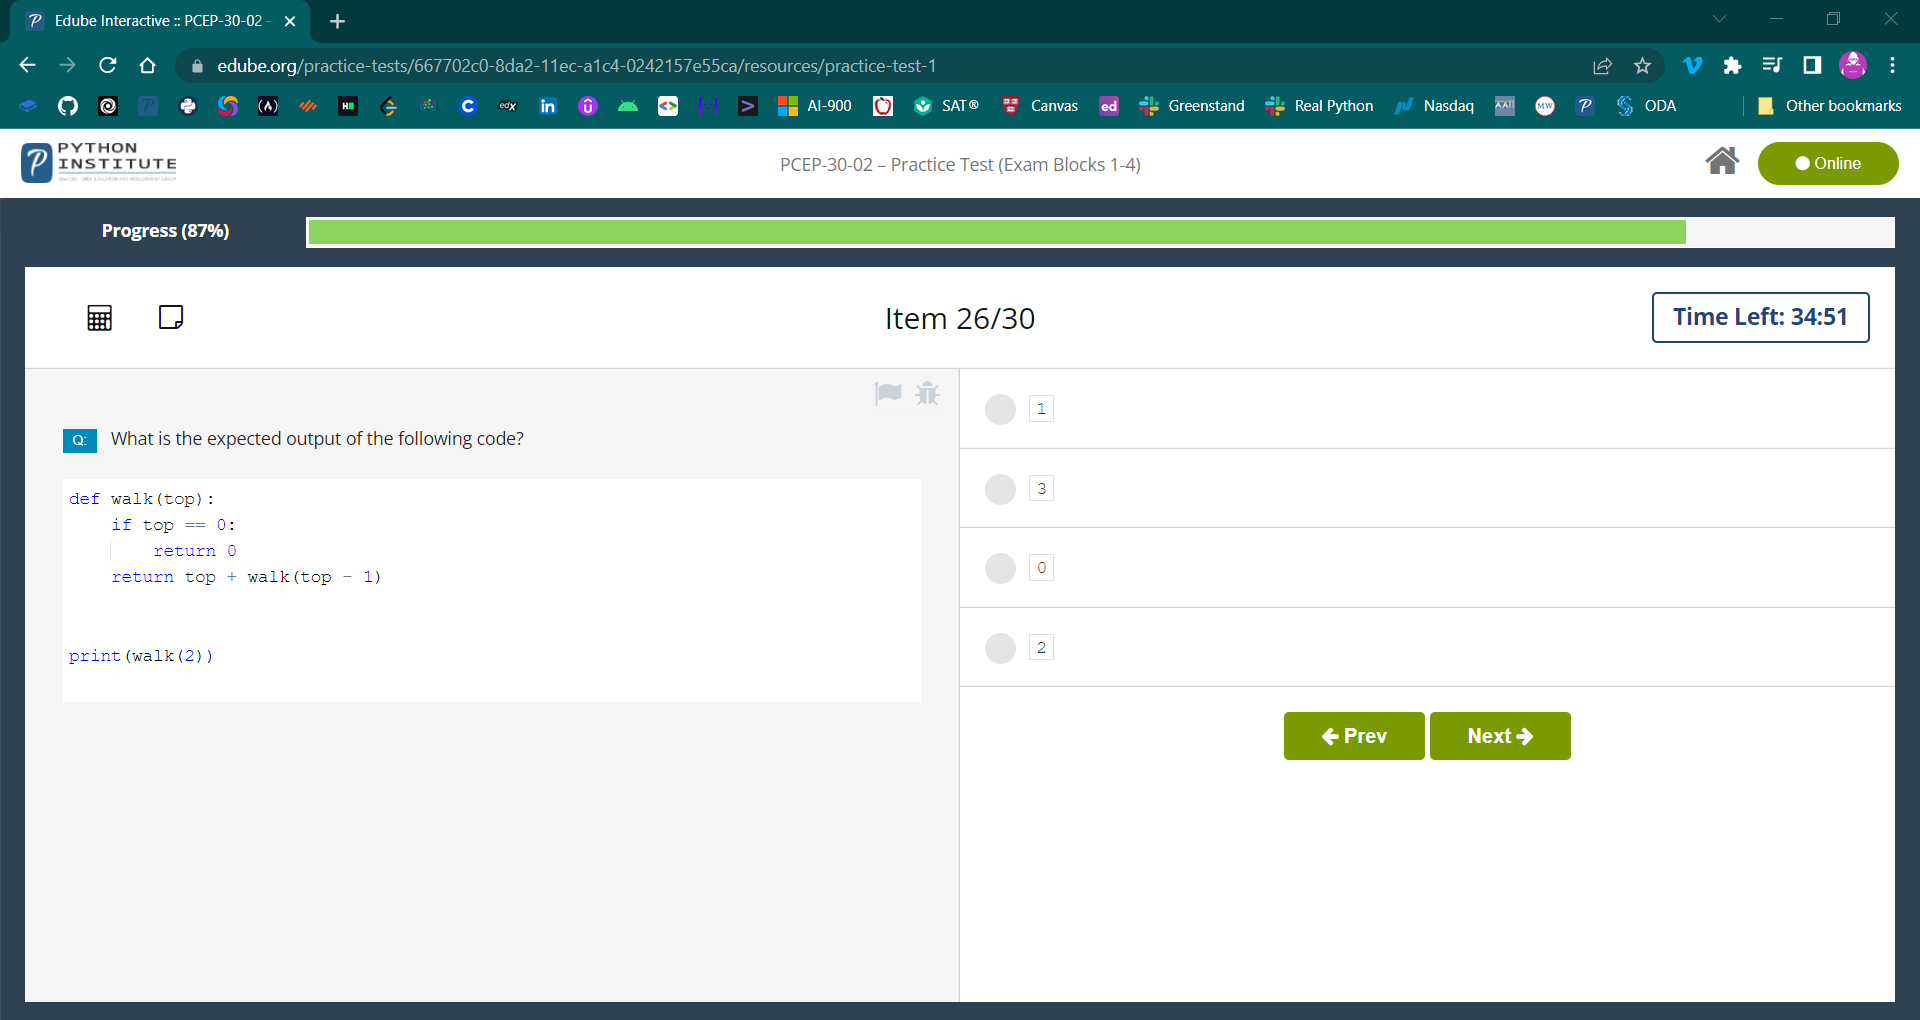 Edube Interactive :: PCEP-30-02 -
edube.org/practice-tests/667702c0-8da2-11ec-a1c4-0242157e55ca/resources/practice-test-1
AI-900
SAT®
Canvas
ed
Greenstand
Real Python
Nasdaq
MW
ODA
Other bookmarks
PYTHON
INSTITUTE
PCEP-30-02 – Practice Test (Exam Blocks 1-4)
Online
Progress (87%)
Item 26/30
Time Left: 34:51
Q: What is the expected output of the following code?
def walk(top):
    if top == 0:
        return 0
    return top + walk(top - 1)
print(walk(2))
1
3
0
2
Prev
Next